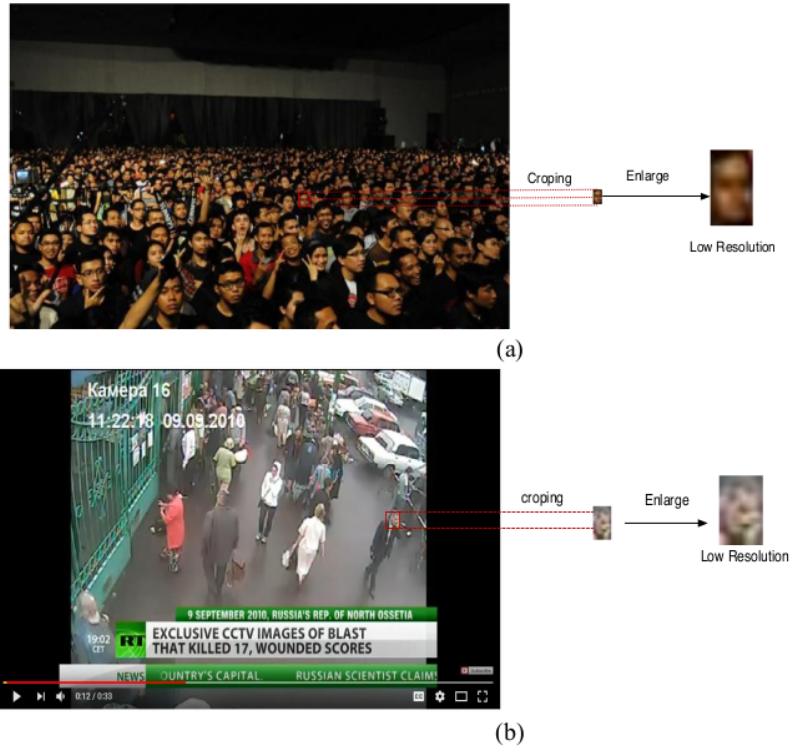 Croping
Enlarge
Low Resolution
(a)
Камера 16
11:22:18 09.09.2010
croping
Enlarge
Low Resolution
9 SEPTEMBER 2010, RUSSIA'S REP. OF NORTH OSSETIA
19:02
CET
RT
EXCLUSIVE CCTV IMAGES OF BLAST
THAT KILLED 17, WOUNDED SCORES
NEWS OUNTRY'S CAPITAL. RUSSIAN SCIENTIST CLAIMS
Subscribe
0:12 / 0:33
CC
(b)